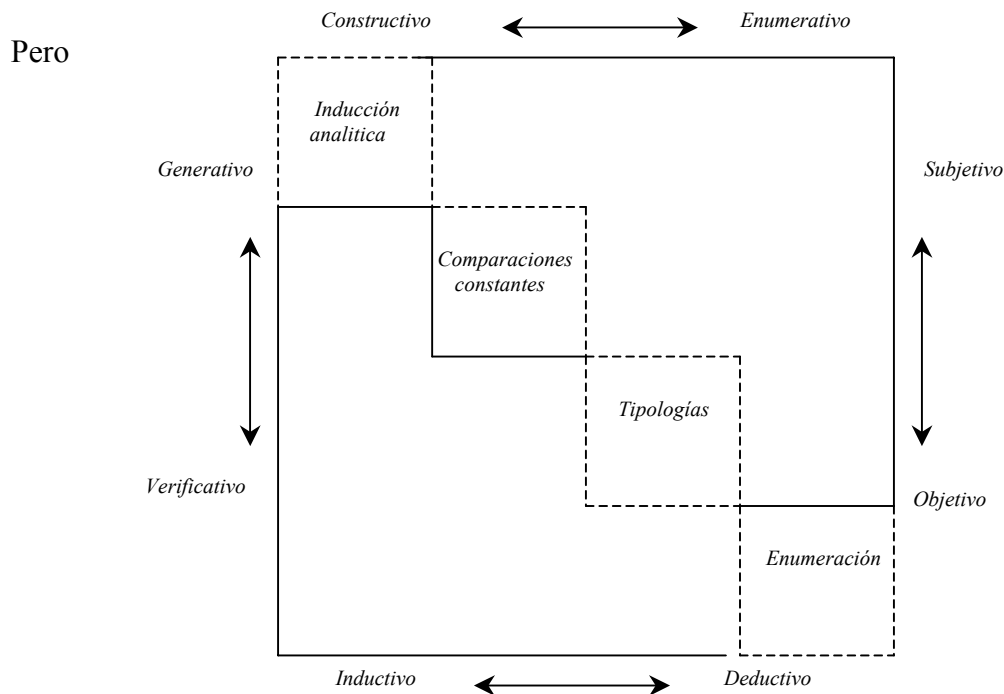 Constructivo
Enumerativo
Pero
Inducción
analitica
Generativo
Subjetivo
Comparaciones
constantes
Tipologías
Verificativo
Objetivo
Enumeración
Inductivo
Deductivo